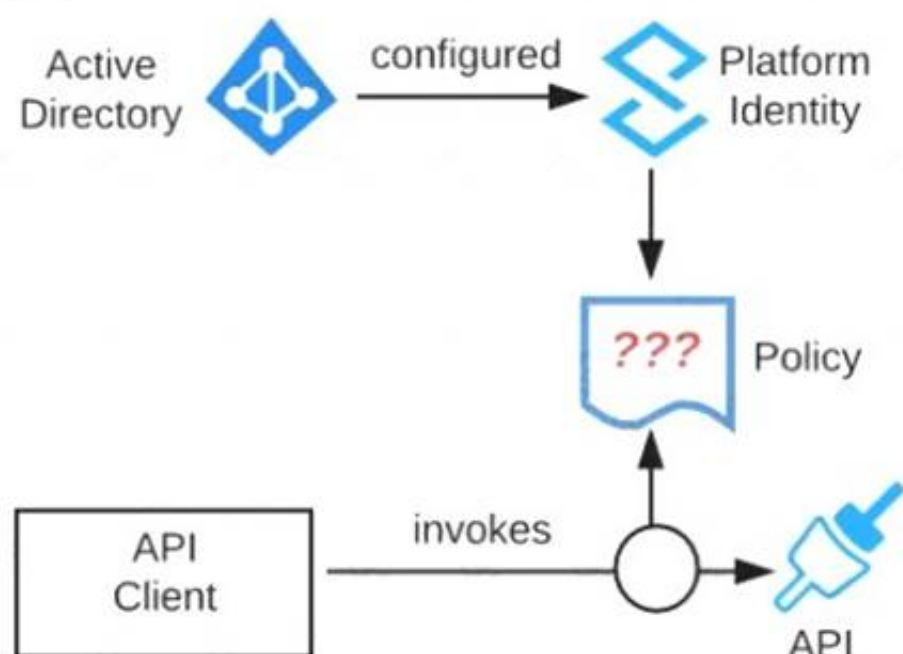 Active
Directory
configured
Platform
Identity
???
Policy
API
Client
invokes
API